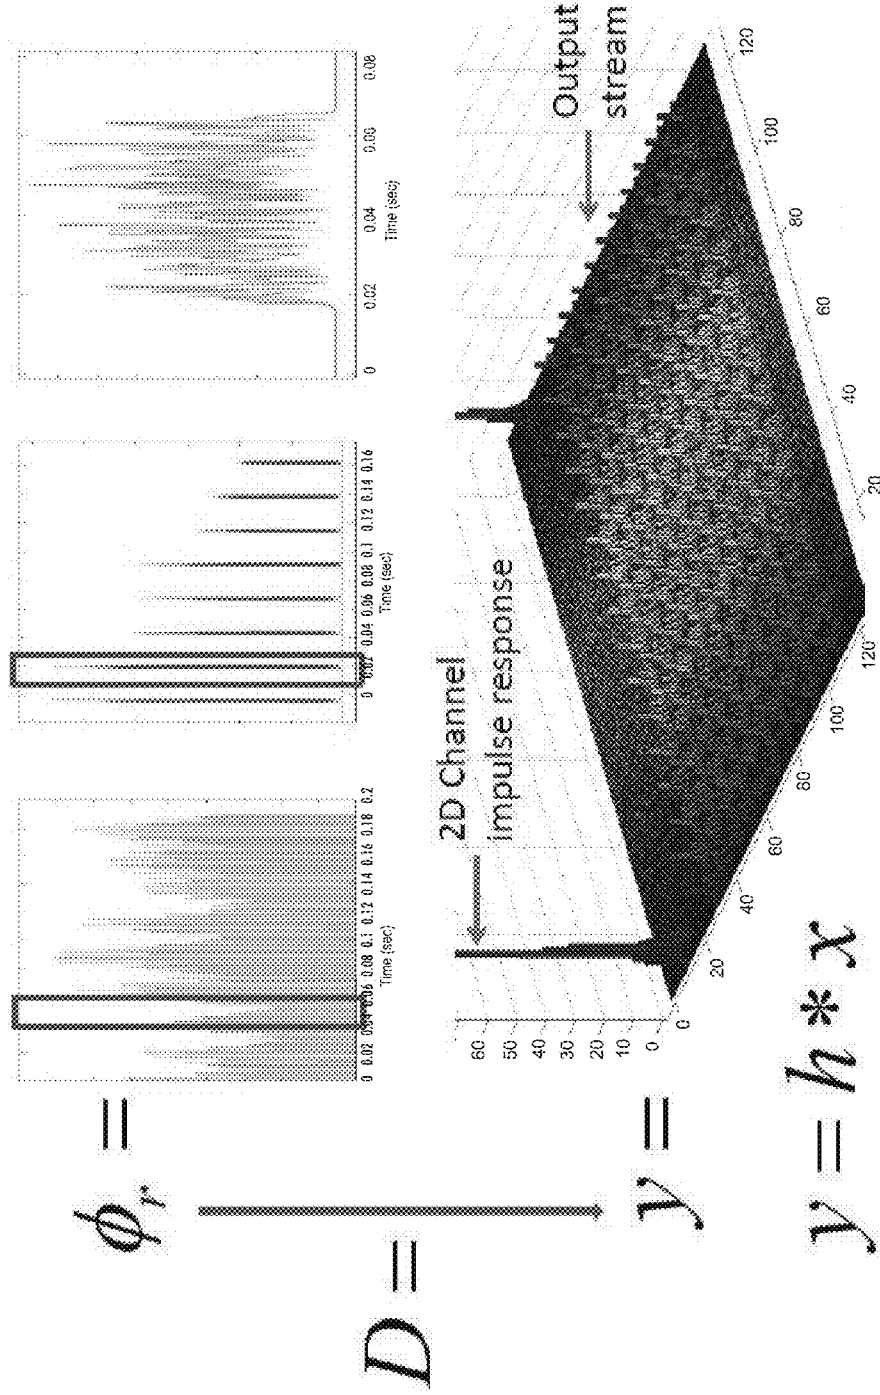 ϕᵣ =
0 0.02 0.04 0.06 0.08 0.1 0.12 0.14 0.16 0.18 0.2
Time (sec)
0 0.02 0.04 0.06 0.08 0.1 0.12 0.14 0.16
Time (sec)
0 0.02 0.04 0.06 0.08
Time (sec)
D =
2D Channel
impulse response
Output
stream
y =
60
50
40
30
20
10
0
0 20 40 60 80 100 120
20 40 60 80 100 120
y = h * x